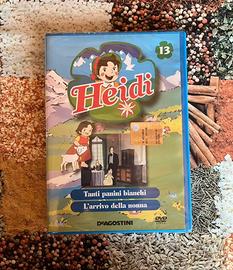 13
Heidi
Tanti panini bianchi
L'arrivo della nonna
DeAGOSTINI
DVD